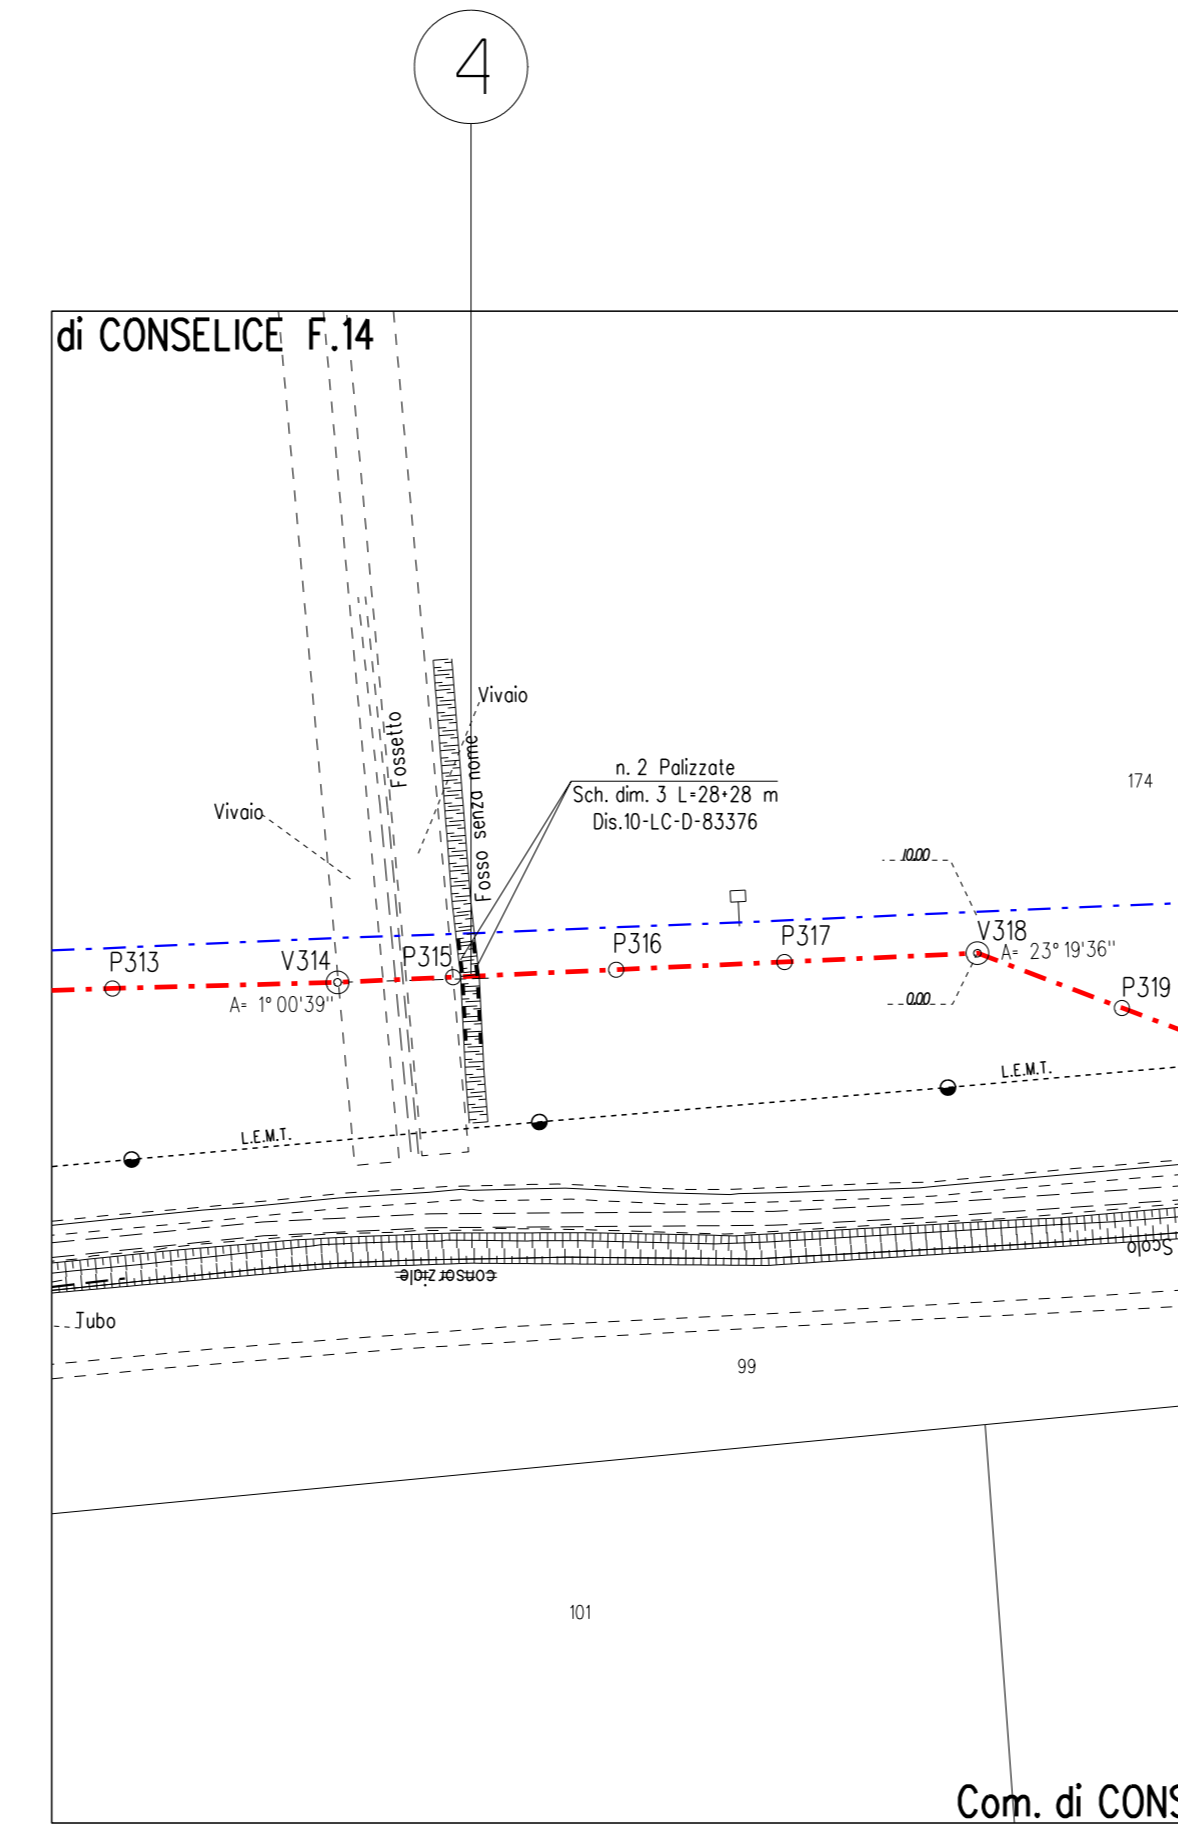 4
di CONSELICE F.14
Vivaio
Fossetto
Fosso senza nome
Vivaio
n. 2 Palizzate
Sch. dim. 3 L=28+28 m
Dis.10-LC-D-83376
174
10.00
P313
V314
A= 1°00'39"
P315
P316
P317
V318
A= 23°19'36"
0.00
P319
L.E.M.T.
L.E.M.T.
Scolo
consorziale
Tubo
99
101
Com. di CONS